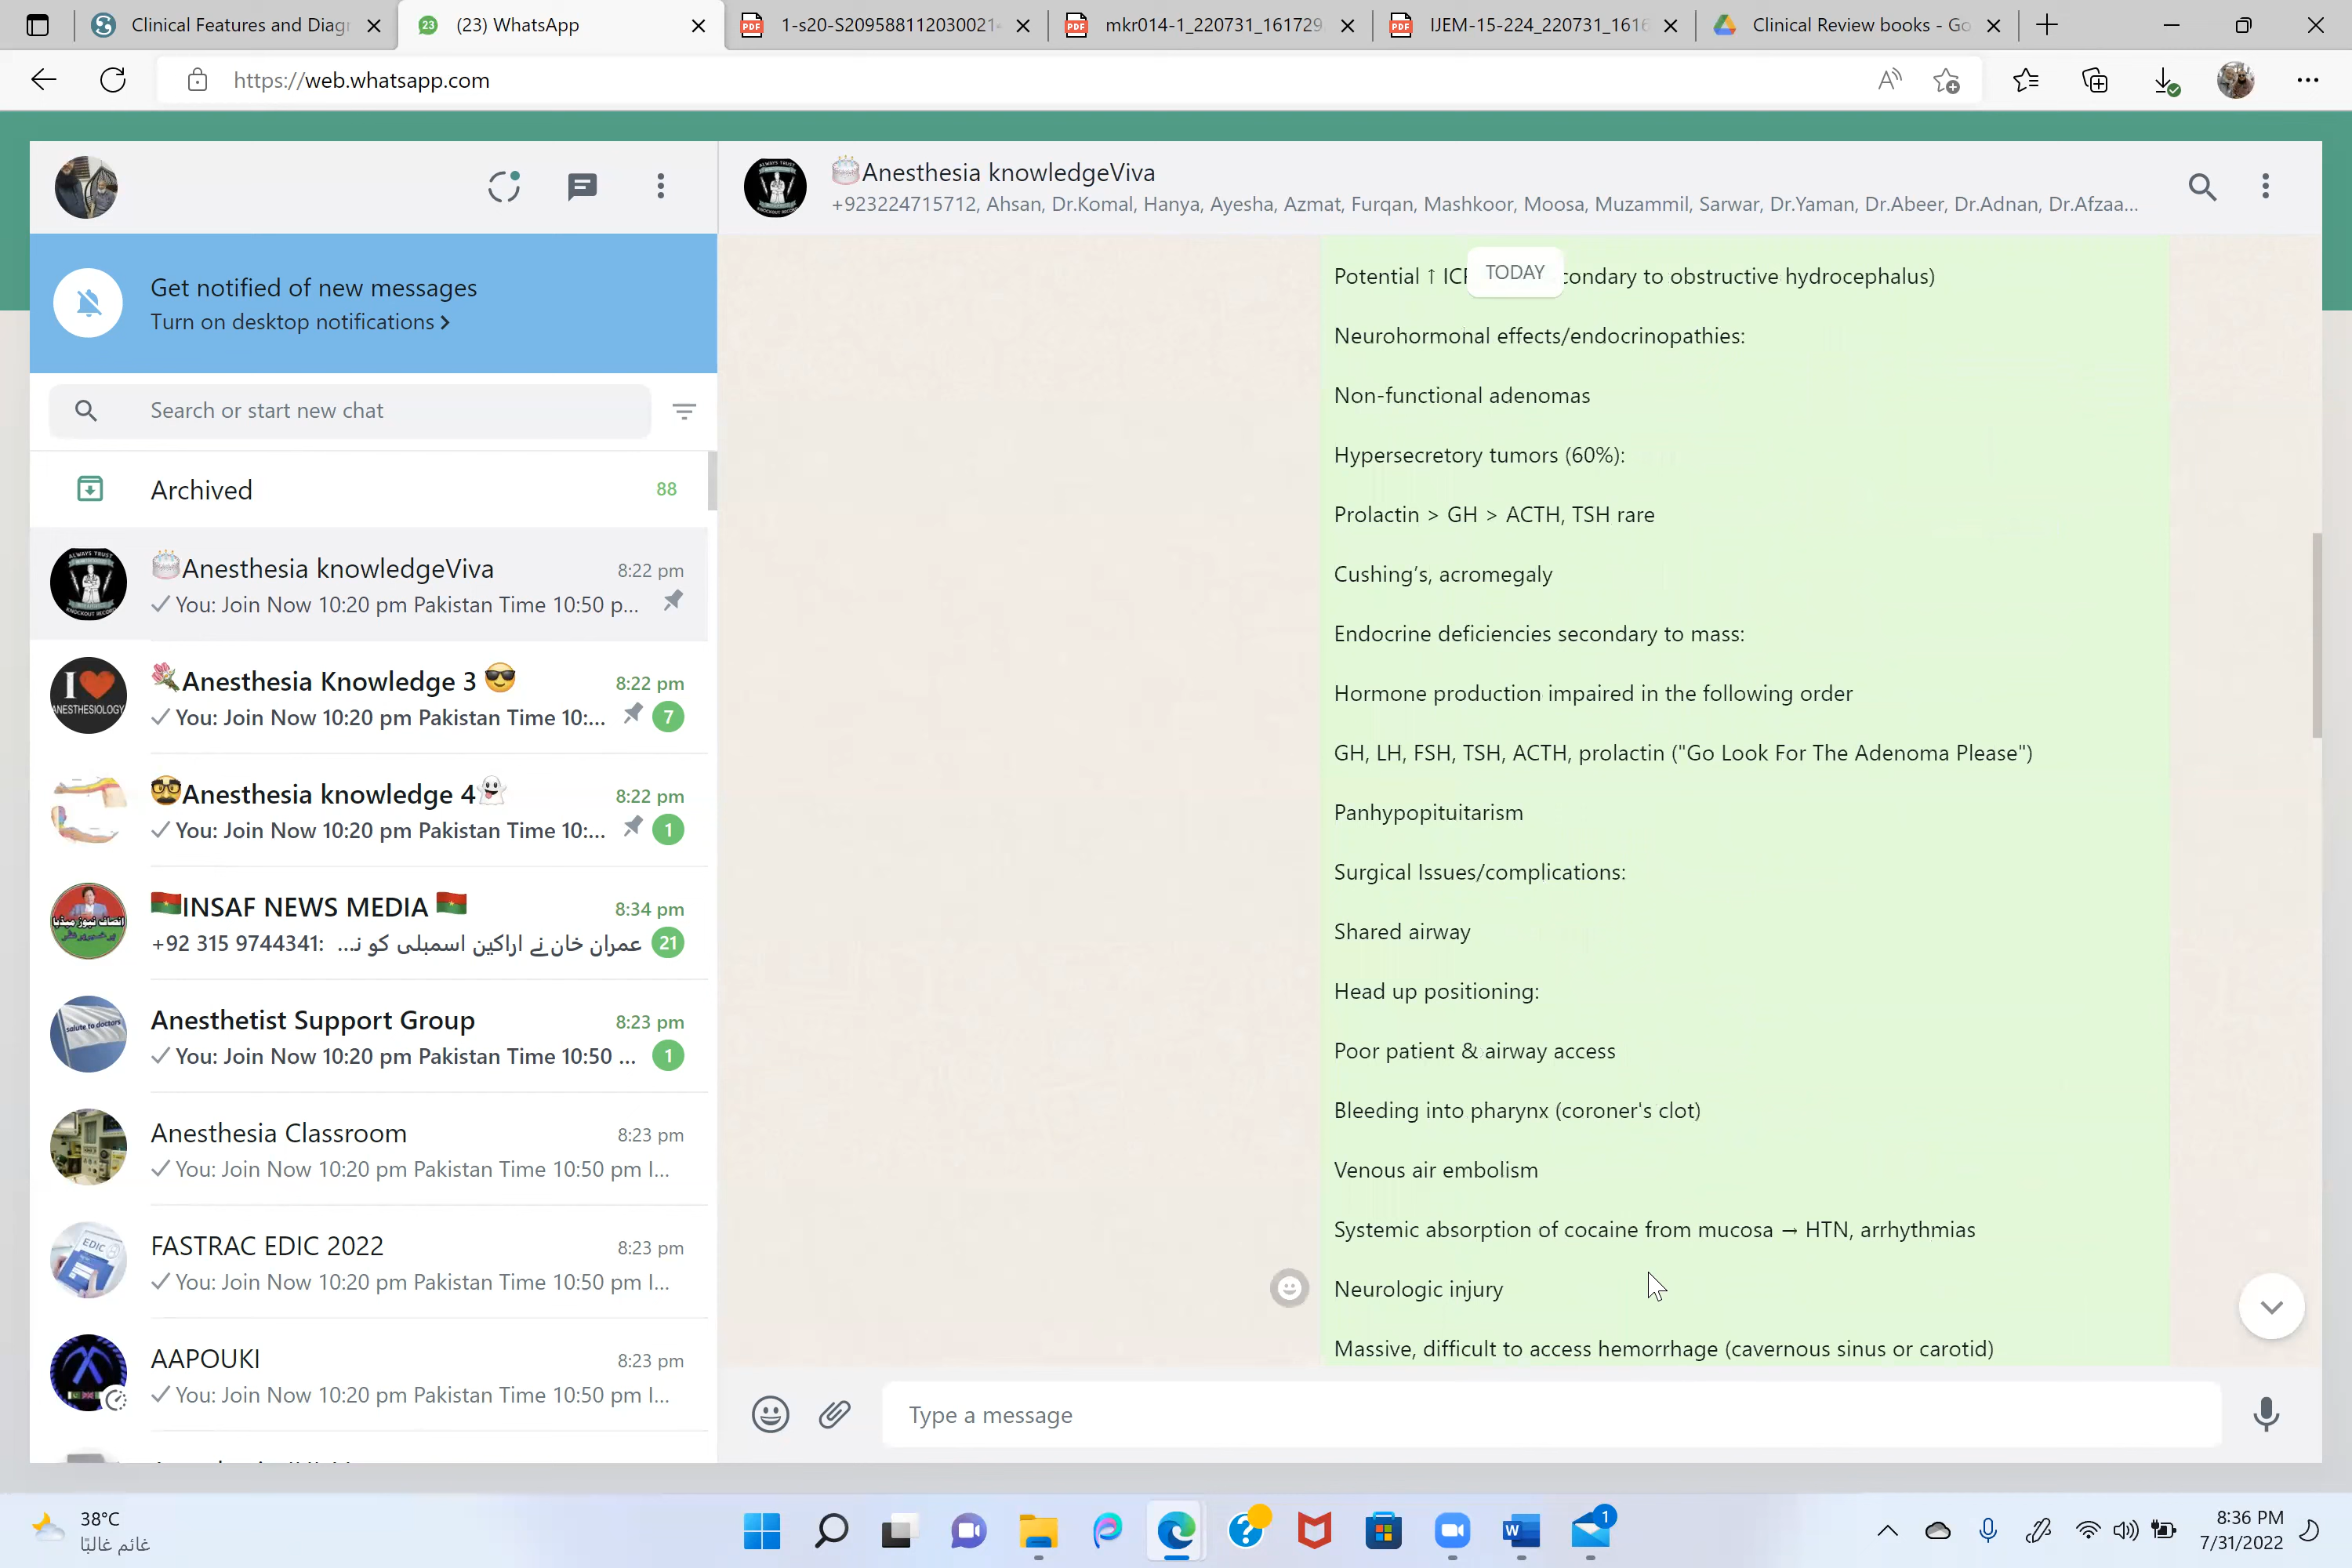 Clinical Features and Diag
(23) WhatsApp
1-s20-S209588112030021
mkr014-1_220731_161729
IJEM-15-224_220731_1616
Clinical Review books - Go
https://web.whatsapp.com
🎂Anesthesia knowledgeViva
+923224715712, Ahsan, Dr.Komal, Hanya, Ayesha, Azmat, Furqan, Mashkoor, Moosa, Muzammil, Sarwar, Dr.Yaman, Dr.Abeer, Dr.Adnan, Dr.Afzaa...
Get notified of new messages
Turn on desktop notifications >
Search or start new chat
Archived 88
🎂Anesthesia knowledgeViva 8:22 pm
You: Join Now 10:20 pm Pakistan Time 10:50 p...
Anesthesia Knowledge 3 😎 8:22 pm
You: Join Now 10:20 pm Pakistan Time 10:... 7
🥸Anesthesia knowledge 4👻 8:22 pm
You: Join Now 10:20 pm Pakistan Time 10:... 1
🇧🇫INSAF NEWS MEDIA 🇧🇫 8:34 pm
+92 315 9744341: عمران خان نے اراکین اسمبلی کو ن... 21
Anesthetist Support Group 8:23 pm
You: Join Now 10:20 pm Pakistan Time 10:50 ... 1
Anesthesia Classroom 8:23 pm
You: Join Now 10:20 pm Pakistan Time 10:50 pm I...
FASTRAC EDIC 2022 8:23 pm
You: Join Now 10:20 pm Pakistan Time 10:50 pm I...
AAPOUKI 8:23 pm
You: Join Now 10:20 pm Pakistan Time 10:50 pm I...
TODAY
Potential ↑ condary to obstructive hydrocephalus)
Neurohormonal effects/endocrinopathies:
Non-functional adenomas
Hypersecretory tumors (60%):
Prolactin > GH > ACTH, TSH rare
Cushing’s, acromegaly
Endocrine deficiencies secondary to mass:
Hormone production impaired in the following order
GH, LH, FSH, TSH, ACTH, prolactin ("Go Look For The Adenoma Please")
Panhypopituitarism
Surgical Issues/complications:
Shared airway
Head up positioning:
Poor patient & airway access
Bleeding into pharynx (coroner's clot)
Venous air embolism
Systemic absorption of cocaine from mucosa → HTN, arrhythmias
Neurologic injury
Massive, difficult to access hemorrhage (cavernous sinus or carotid)
Type a message
38°C
غائم غالبًا
8:36 PM
7/31/2022